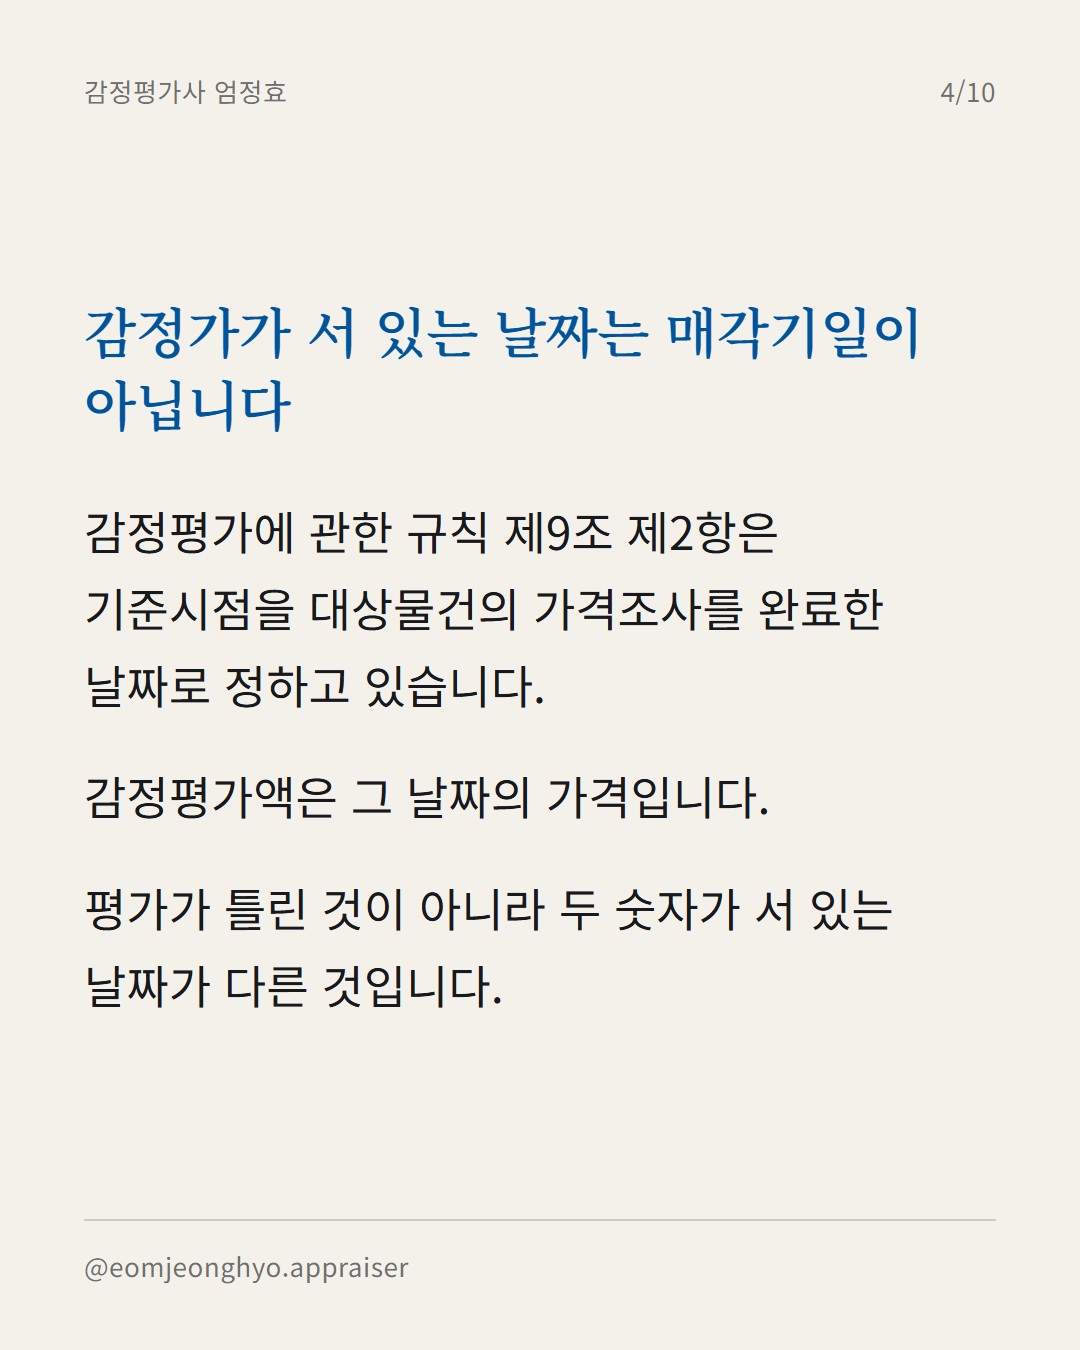 감정평가사 엄정효
4/10
감정가가 서 있는 날짜는 매각기일이
아닙니다
감정평가에 관한 규칙 제9조 제2항은
기준시점을 대상물건의 가격조사를 완료한
날짜로 정하고 있습니다.
감정평가액은 그 날짜의 가격입니다.
평가가 틀린 것이 아니라 두 숫자가 서 있는
날짜가 다른 것입니다.
@eomjeonghyo.appraiser